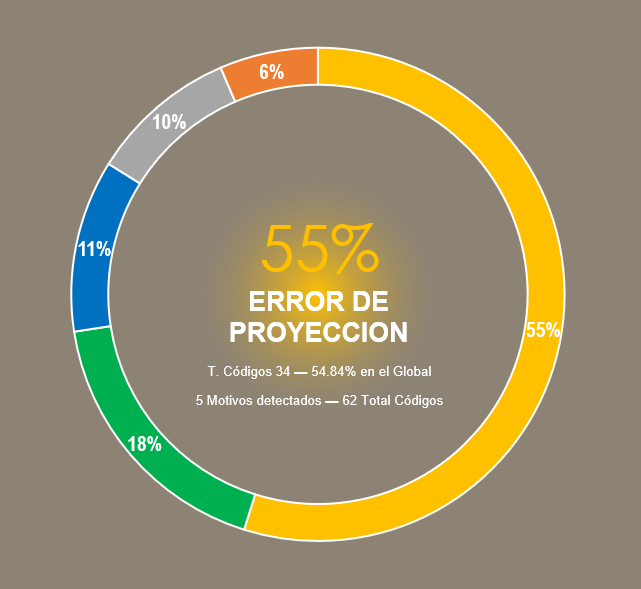 6%
10%
11%
55%
ERROR DE
PROYECCION
55%
T. Códigos 34 — 54.84% en el Global
5 Motivos detectados — 62 Total Códigos
18%